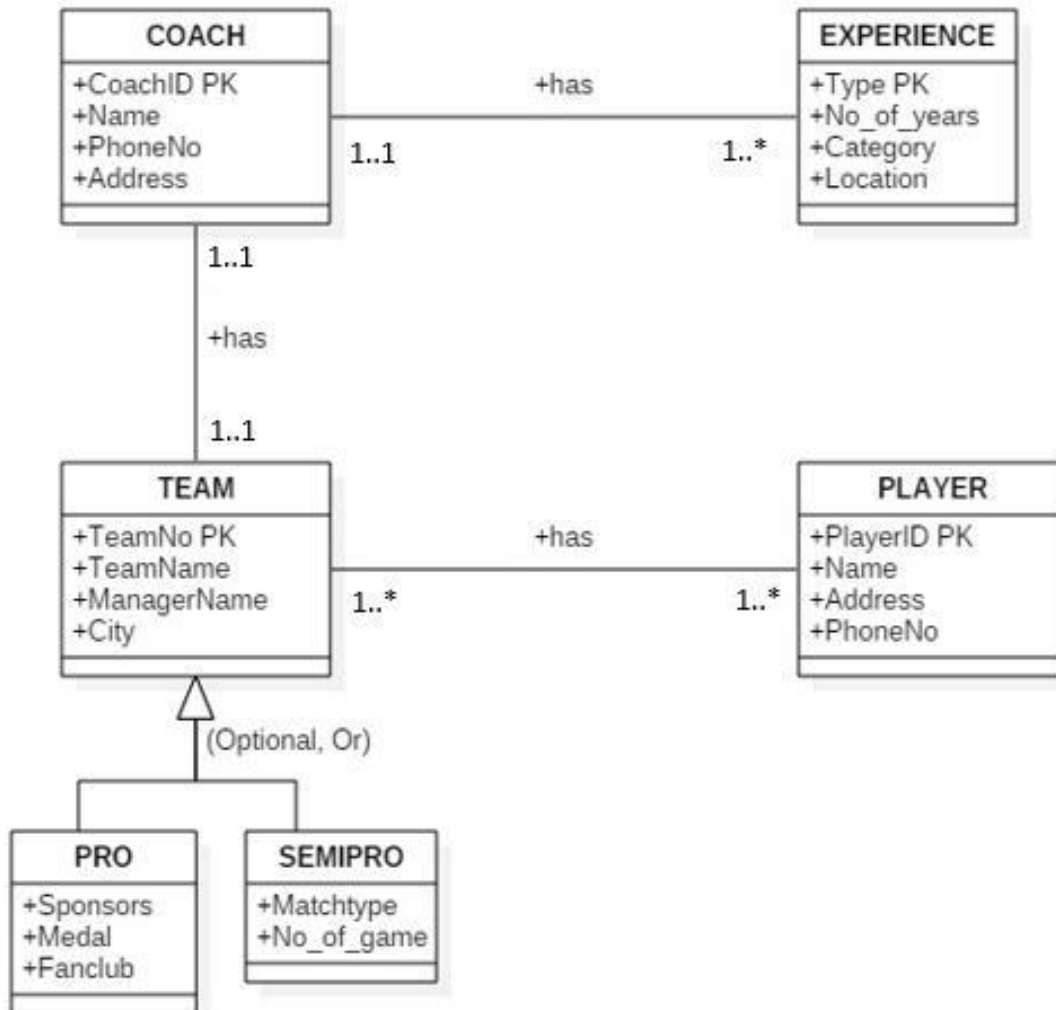 COACH
+CoachID PK
+Name
+PhoneNo
+Address
+has
1..1
1..*
EXPERIENCE
+Type PK
+No_of_years
+Category
+Location
1..1
+has
1..1
TEAM
+TeamNo PK
+TeamName
+ManagerName
+City
+has
1..*
1..*
PLAYER
+PlayerID PK
+Name
+Address
+PhoneNo
(Optional, Or)
PRO
+Sponsors
+Medal
+Fanclub
SEMIPRO
+Matchtype
+No_of_game